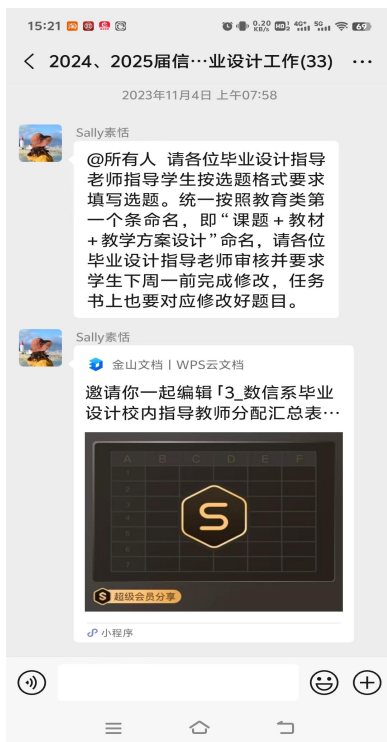 15:21
0.20 KB/s
HD
4G+
5G
69
2024、2025届信…业设计工作(33)
2023年11月4日 上午07:58
Sally素恬
@所有人 请各位毕业设计指导
老师指导学生按选题格式要求
填写选题。统一按照教育类第
一个条命名，即“课题+教材
+教学方案设计”命名，请各位
毕业设计指导老师审核并要求
学生下周一前完成修改，任务
书上也要对应修改好题目。
Sally素恬
金山文档 | WPS云文档
邀请你一起编辑「3_数信系毕业
设计校内指导教师分配汇总表…
A B C D E F
S
S 超级会员分享
小程序